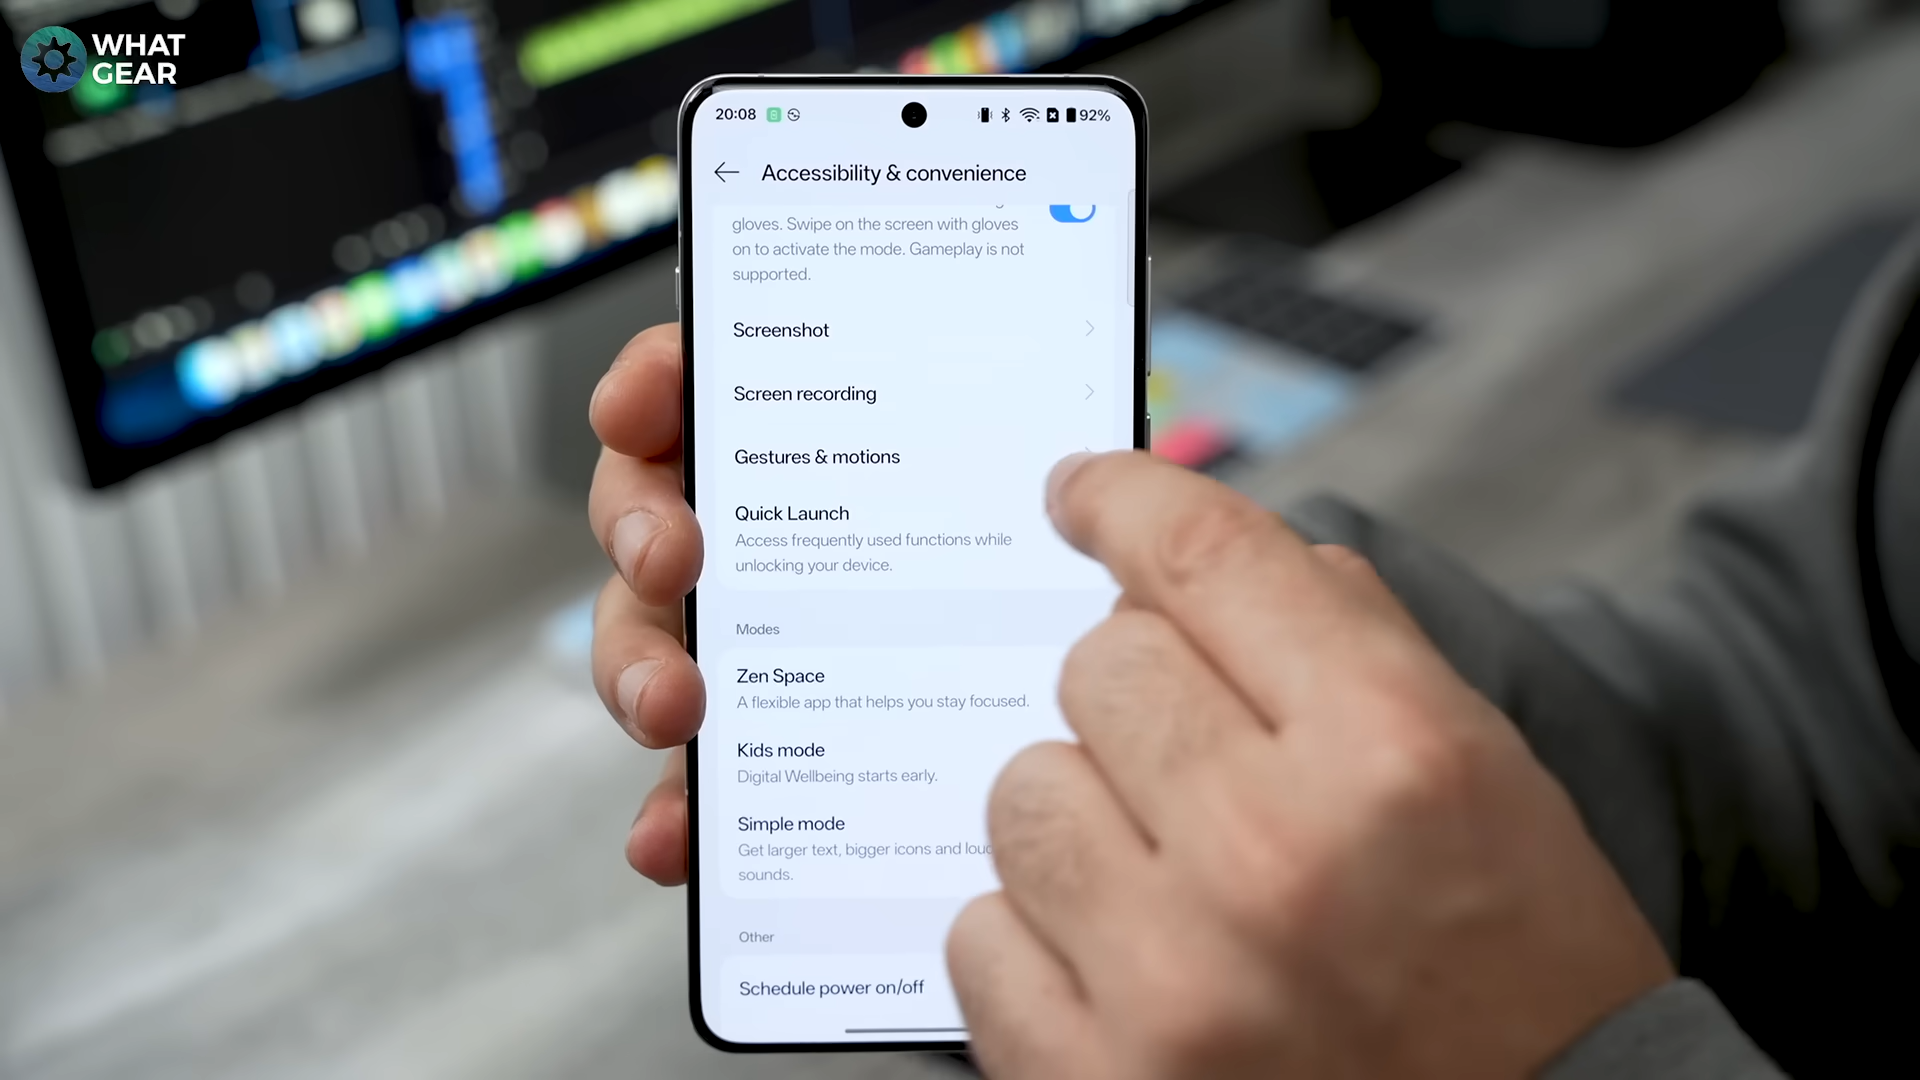 WHAT
GEAR
20:08
92%
Accessibility & convenience
gloves. Swipe on the screen with gloves
on to activate the mode. Gameplay is not
supported.
Screenshot
Screen recording
Gestures & motions
Quick Launch
Access frequently used functions while
unlocking your device.
Modes
Zen Space
A flexible app that helps you stay focused.
Kids mode
Digital Wellbeing starts early.
Simple mode
Get larger text, bigger icons and
sounds.
Other
Schedule power on/off